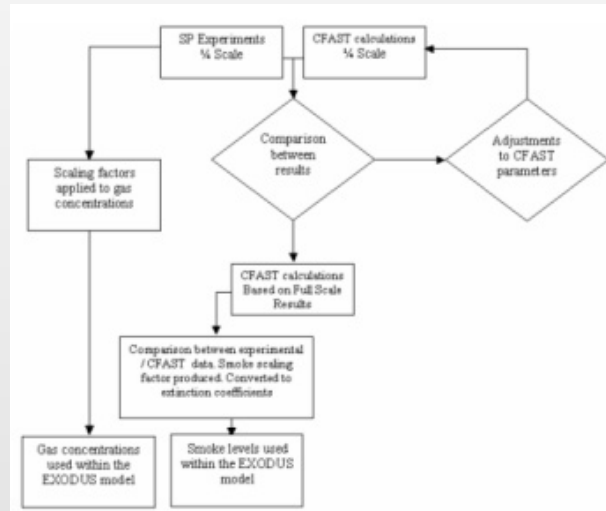 SP Experiments
¼ Scale
CFAST calculations
¼ Scale
Comparison
between
results
Adjustments
to CFAST
parameters
Scaling factors
applied to gas
concentrations
CFAST calculations
Based on Full Scale
Results
Comparison between experimental
/ CFAST data. Smoke scaling
factor produced. Converted to
extinction coefficients
Gas concentrations
used within the
EXODUS model
Smoke levels used
within the EXODUS
model